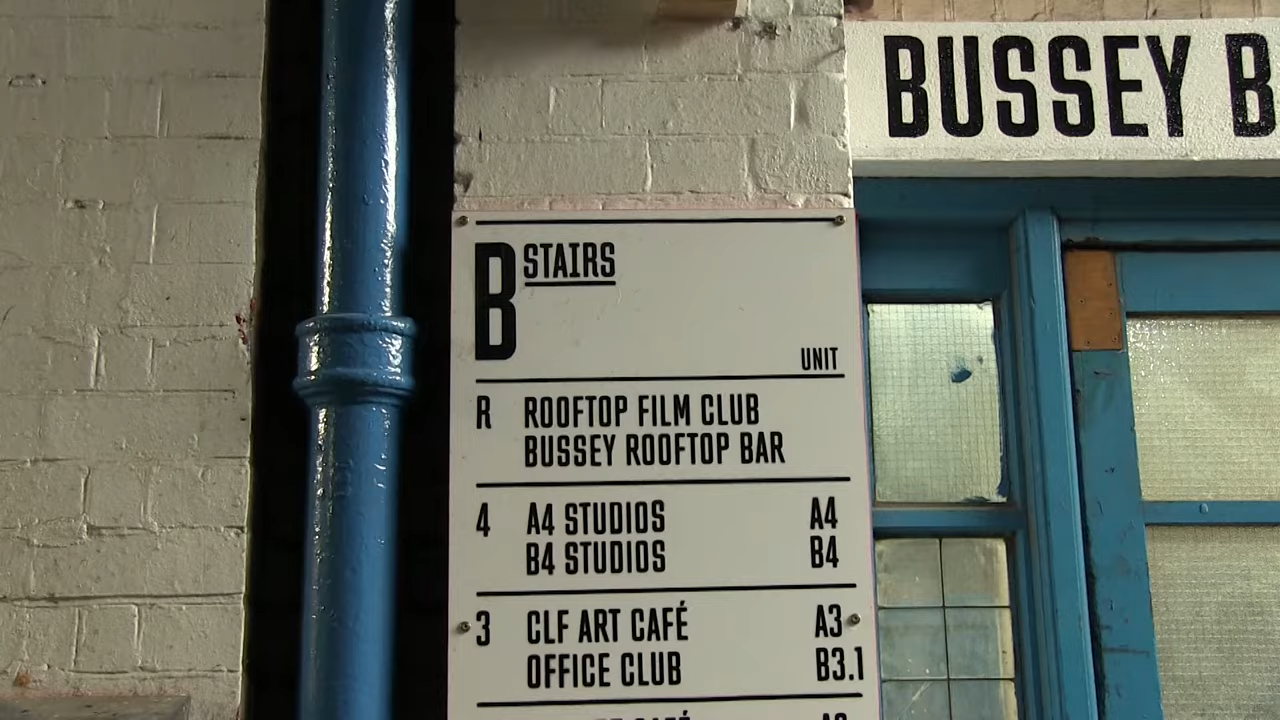 BUSSEY B
B STAIRS
UNIT
R ROOFTOP FILM CLUB
BUSSEY ROOFTOP BAR
4 A4 STUDIOS A4
B4 STUDIOS B4
3 CLF ART CAFÉ A3
OFFICE CLUB B3.1